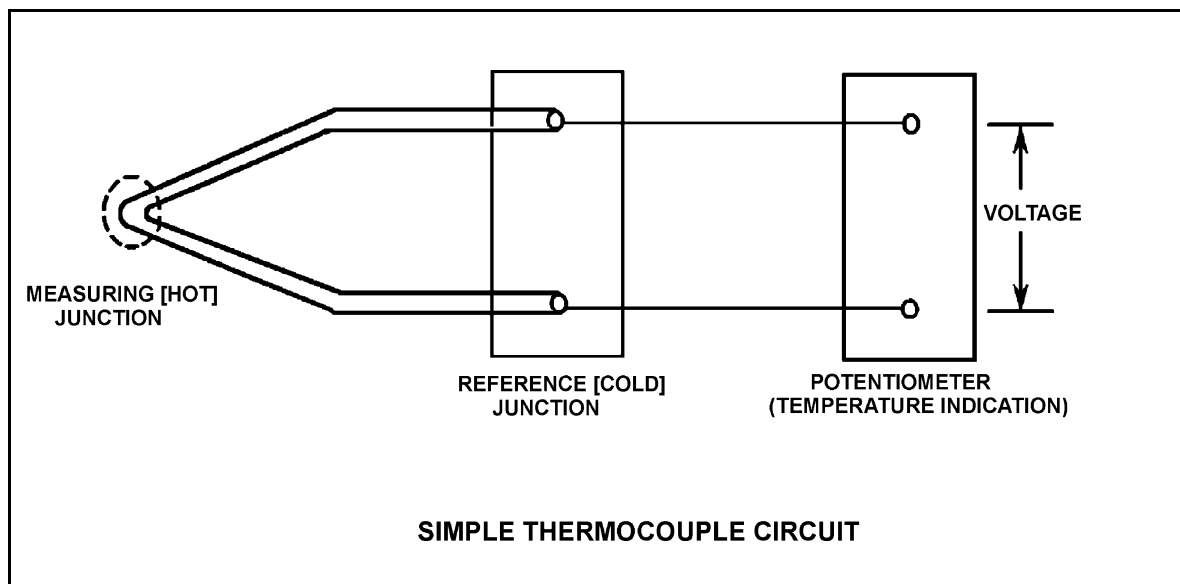 VOLTAGE
MEASURING [HOT]
JUNCTION
REFERENCE [COLD]
JUNCTION
POTENTIOMETER
(TEMPERATURE INDICATION)
SIMPLE THERMOCOUPLE CIRCUIT